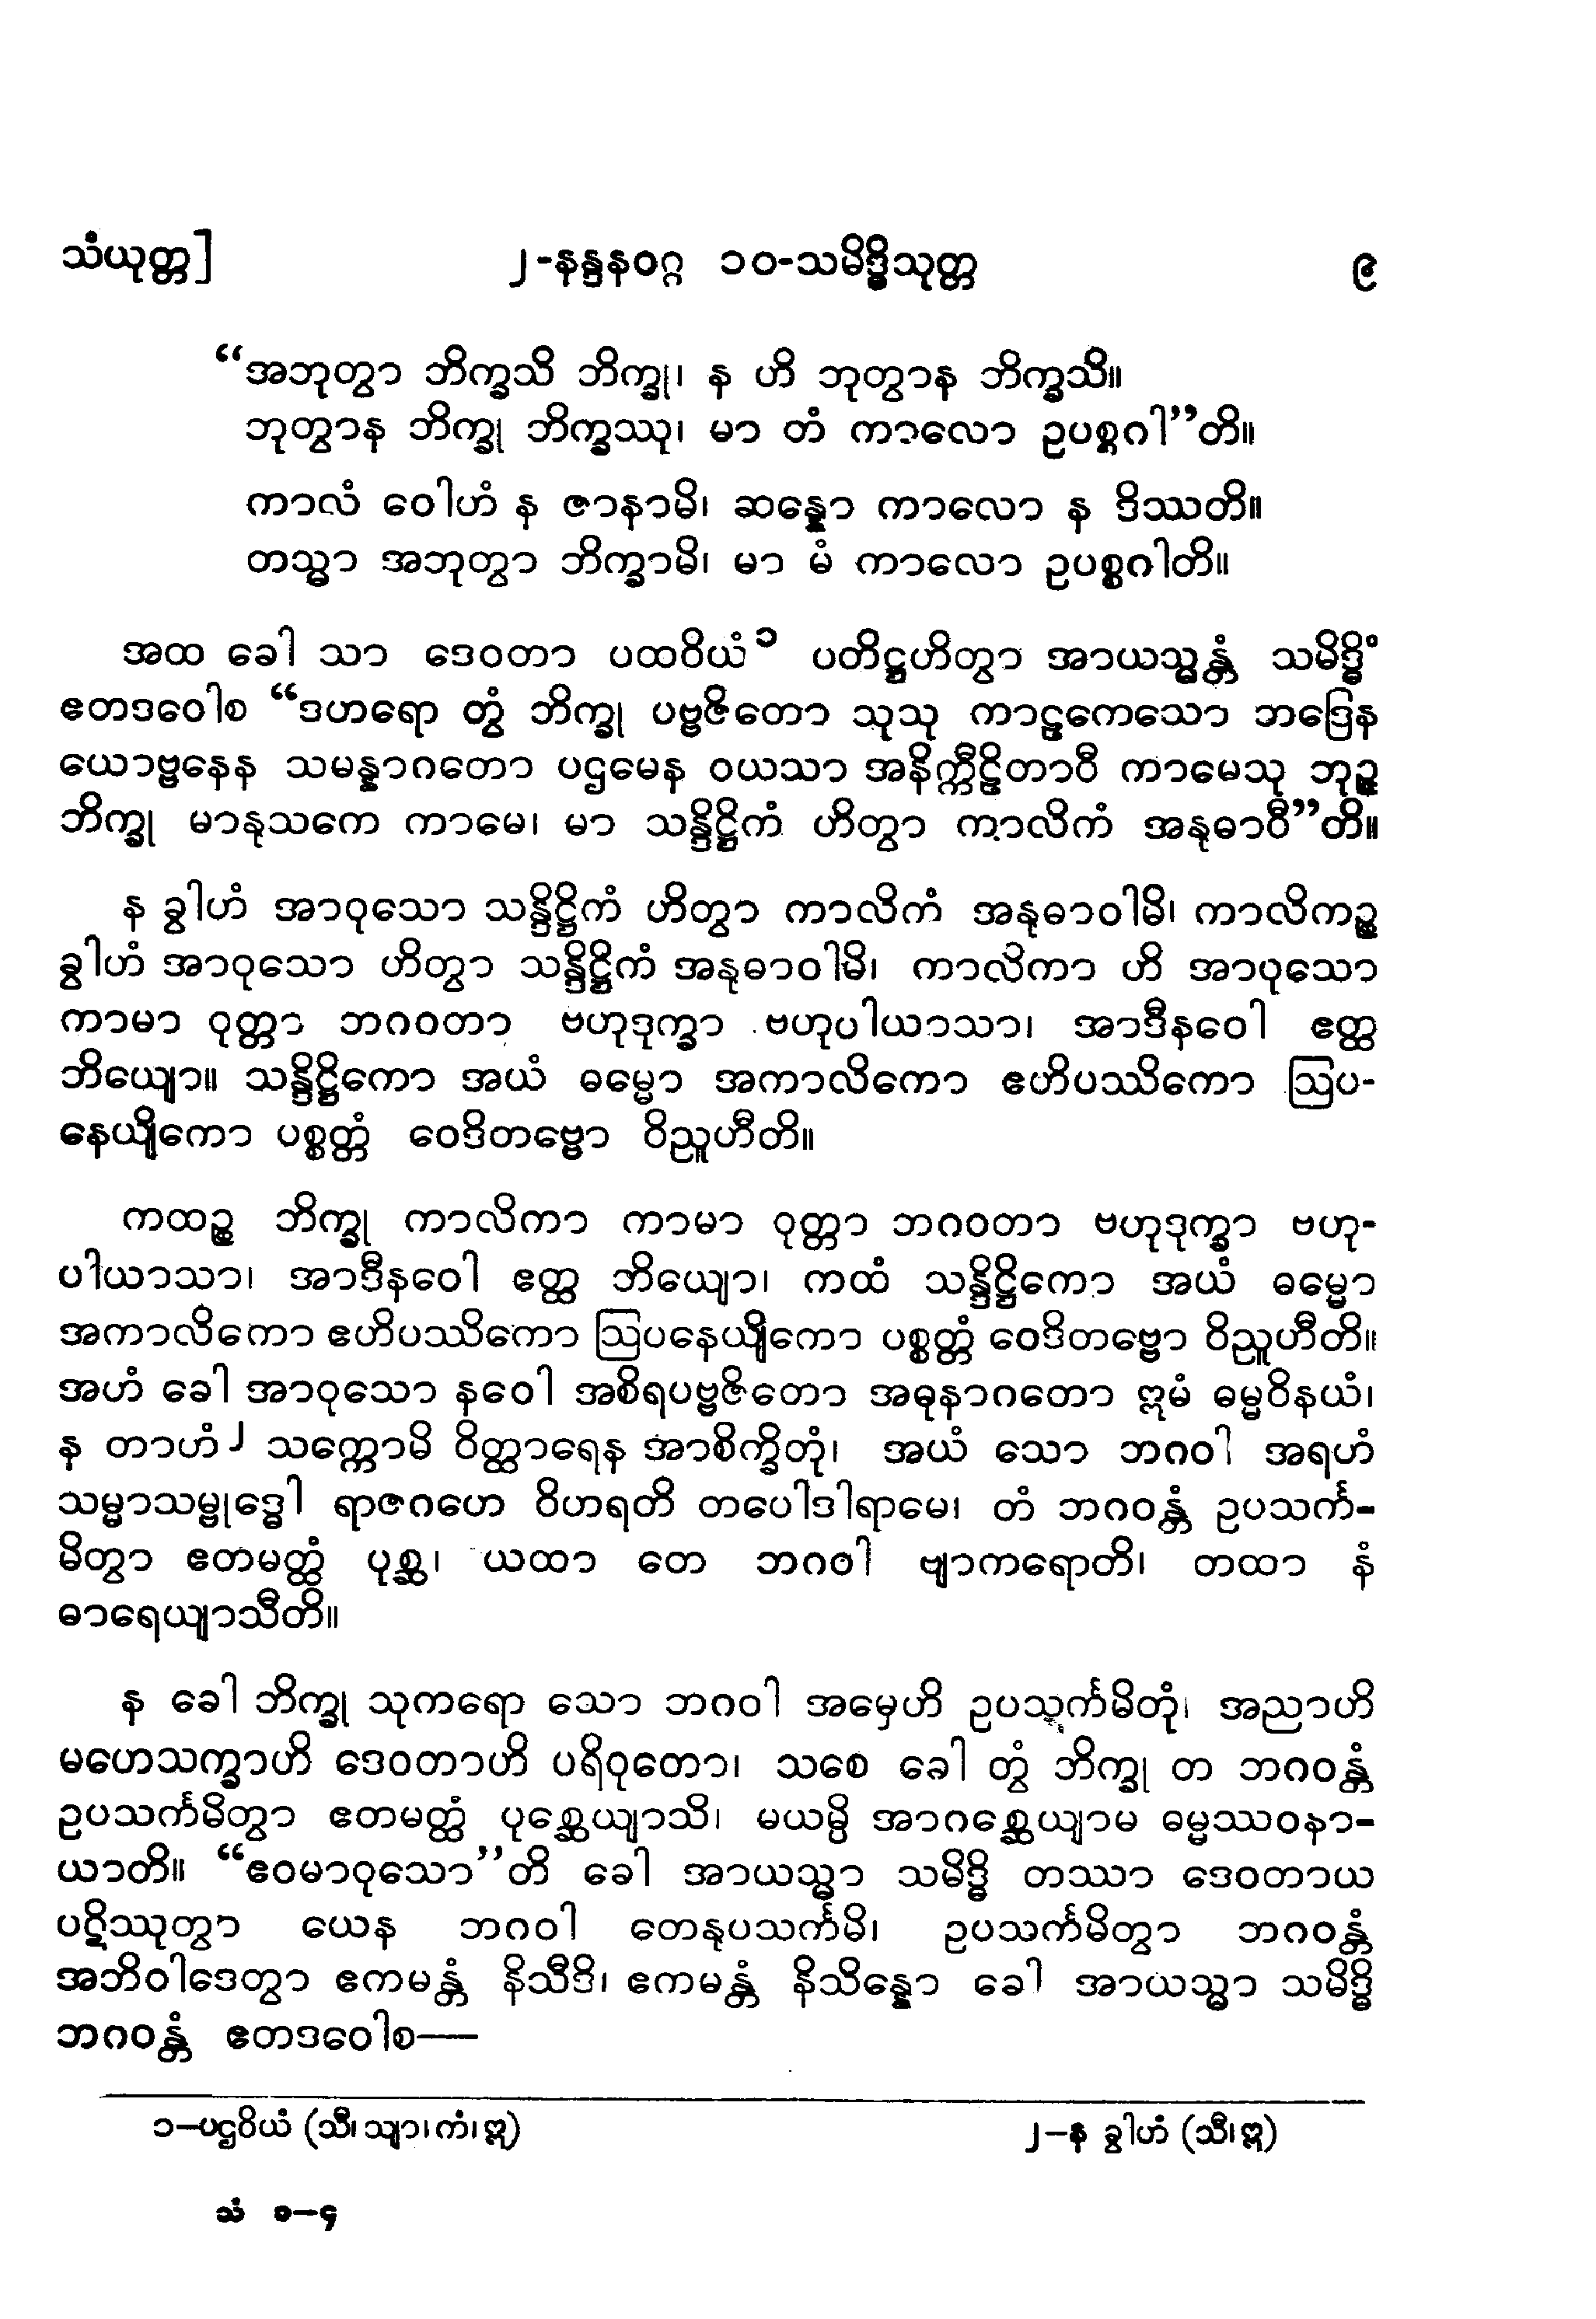 သံယုတ္တ] ၂-နန္ဒနဝဂ္ဂ ၁၀-သမိဒ္ဓိသုတ္တ ၉
“အဘုတွာ ဘိက္ခသိ ဘိက္ခု၊ န ဟိ ဘုတွာန ဘိက္ခသိ။
ဘုတွာန ဘိက္ခု ဘိက္ခဿု၊ မာ တံ ကာလော ဥပစ္စဂါ”တိ။
ကာလံ ဝေါဟံ န ဇာနာမိ၊ ဆန္နော ကာလော န ဒိဿတိ။
တသ္မာ အဘုတွာ ဘိက္ခာမိ၊ မာ မံ ကာလော ဥပစ္စဂါတိ။
အထ ခေါ သာ ဒေဝတာ ပထဝိယံ ၁ ပတိဋ္ဌဟိတွာ အာယသ္မန္တံ သမိဒ္ဓိံ
ဧတဒဝေါစ “ဒဟရော တွံ ဘိက္ခု ပဗ္ဗဇိတော သုသု ကာဠကေသော ဘဒြေန
ယောဗ္ဗနေန သမန္နာဂတော ပဌမေန ဝယသာ အနိက္ကီဠိတာဝီ ကာမေသု ဘုဉ္ဇ
ဘိက္ခု မာနုသကေ ကာမေ၊ မာ သန္ဒိဋ္ဌိကံ ဟိတွာ ကာလိကံ အနုဓာဝီ”တိ။
န ခွါဟံ အာဝုသော သန္ဒိဋ္ဌိကံ ဟိတွာ ကာလိကံ အနုဓာဝါမိ၊ ကာလိကဉ္စ
ခွါဟံ အာဝုသော ဟိတွာ သန္ဒိဋ္ဌိကံ အနုဓာဝါမိ၊ ကာလိကာ ဟိ အာဝုသော
ကာမာ ဝုတ္တာ ဘဂဝတာ ဗဟုဒုက္ခာ ဗဟုပါယာသာ၊ အာဒီနဝေါ ဧတ္ထ
ဘိယျော။ သန္ဒိဋ္ဌိကော အယံ ဓမ္မော အကာလိကော ဧဟိပဿိကော ဩပ-
နေယျိကော ပစ္စတ္တံ ဝေဒိတဗ္ဗော ဝိညူဟီတိ။
ကထဉ္စ ဘိက္ခု ကာလိကာ ကာမာ ဝုတ္တာ ဘဂဝတာ ဗဟုဒုက္ခာ ဗဟု-
ပါယာသာ၊ အာဒီနဝေါ ဧတ္ထ ဘိယျော၊ ကထံ သန္ဒိဋ္ဌိကော အယံ ဓမ္မော
အကာလိကော ဧဟိပဿိကော ဩပနေယျိကော ပစ္စတ္တံ ဝေဒိတဗ္ဗော ဝိညူဟီတိ။
အဟံ ခေါ အာဝုသော နဝေါ အစိရပဗ္ဗဇိတော အဓုနာဂတော ဣမံ ဓမ္မဝိနယံ၊
န တာဟံ ၂ သက္ကောမိ ဝိတ္ထာရေန အာစိက္ခိတုံ၊ အယံ သော ဘဂဝါ အရဟံ
သမ္မာသမ္ဗုဒ္ဓေါ ရာဇဂဟေ ဝိဟရတိ တပေါဒါရာမေ၊ တံ ဘဂဝန္တံ ဥပသင်္က-
မိတွာ ဧတမတ္ထံ ပုစ္ဆ၊ ယထာ တေ ဘဂဝါ ဗျာကရောတိ၊ တထာ နံ
ဓာရေယျာသီတိ။
န ခေါ ဘိက္ခု သုကရော သော ဘဂဝါ အမှေဟိ ဥပသင်္ကမိတုံ၊ အညာဟိ
မဟေသက္ခာဟိ ဒေဝတာဟိ ပရိဝုတော၊ သစေ ခေါ တွံ ဘိက္ခု တ ဘဂဝန္တံ
ဥပသင်္ကမိတွာ ဧတမတ္ထံ ပုစ္ဆေယျာသိ၊ မယမ္ပိ အာဂစ္ဆေယျာမ ဓမ္မဿဝနာ-
ယာတိ။ “ဧဝမာဝုသော”တိ ခေါ အာယသ္မာ သမိဒ္ဓိ တဿာ ဒေဝတာယ
ပဋိဿုတွာ ယေန ဘဂဝါ တေနုပသင်္ကမိ၊ ဥပသင်္ကမိတွာ ဘဂဝန္တံ
အဘိဝါဒေတွာ ဧကမန္တံ နိသီဒိ၊ ဧကမန္တံ နိသိန္နော ခေါ အာယသ္မာ သမိဒ္ဓိ
ဘဂဝန္တံ ဧတဒဝေါစ—
၁—ပဌဝိယံ (သီ၊ သျာ၊ ကံ၊ ဣ) ၂—န ခွါဟံ (သီ၊ ဣ)
သံ ၁—၄